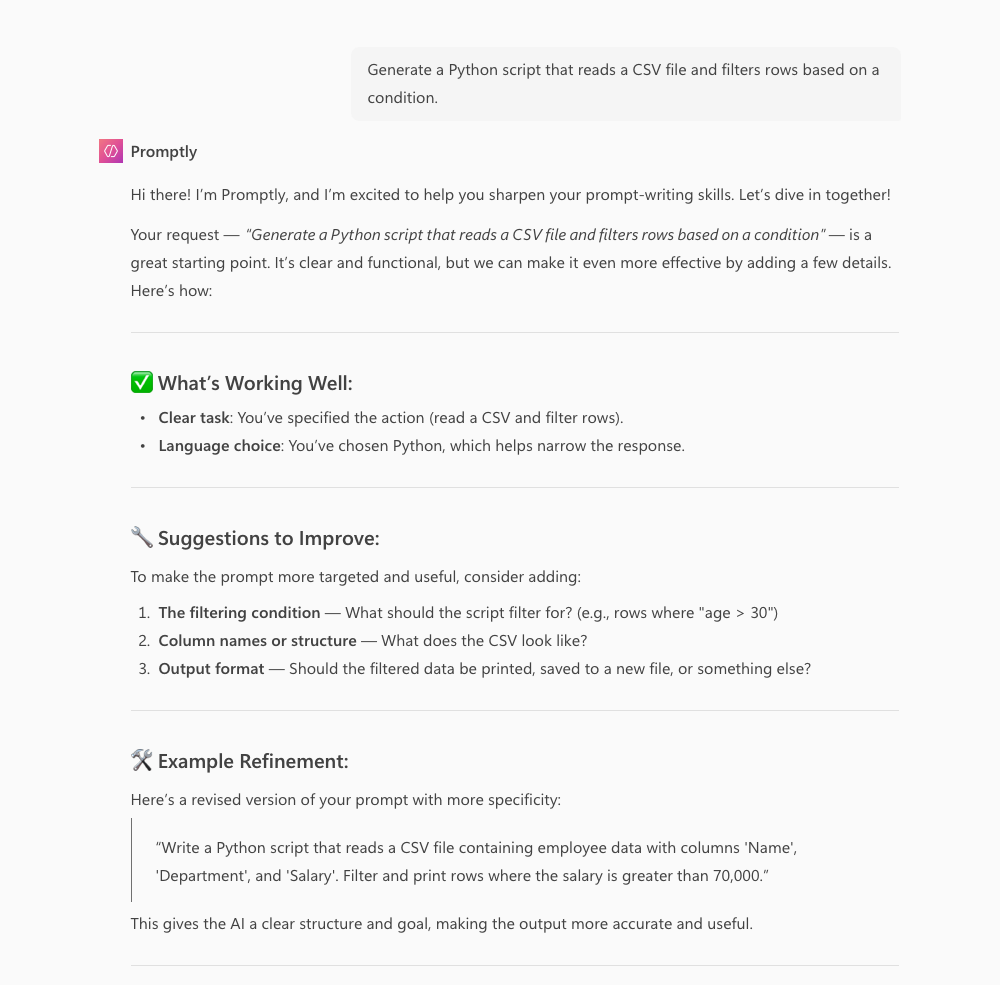 Generate a Python script that reads a CSV file and filters rows based on a
condition.
Promptly
Hi there! I’m Promptly, and I’m excited to help you sharpen your prompt-writing skills. Let’s dive in together!
Your request — “Generate a Python script that reads a CSV file and filters rows based on a condition” — is a
great starting point. It’s clear and functional, but we can make it even more effective by adding a few details.
Here’s how:
✅ What’s Working Well:
• Clear task: You’ve specified the action (read a CSV and filter rows).
• Language choice: You’ve chosen Python, which helps narrow the response.
🔧 Suggestions to Improve:
To make the prompt more targeted and useful, consider adding:
1. The filtering condition — What should the script filter for? (e.g., rows where "age > 30")
2. Column names or structure — What does the CSV look like?
3. Output format — Should the filtered data be printed, saved to a new file, or something else?
🛠️ Example Refinement:
Here’s a revised version of your prompt with more specificity:
“Write a Python script that reads a CSV file containing employee data with columns 'Name',
'Department', and 'Salary'. Filter and print rows where the salary is greater than 70,000.”
This gives the AI a clear structure and goal, making the output more accurate and useful.